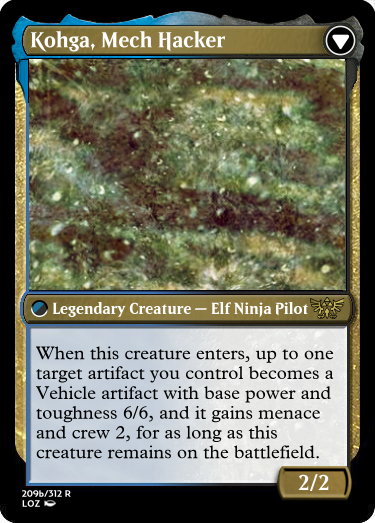 Kohga, Mech Hacker
Legendary Creature — Elf Ninja Pilot
When this creature enters, up to one
target artifact you control becomes a
Vehicle artifact with base power and
toughness 6/6, and it gains menace
and crew 2, for as long as this
creature remains on the battlefield.
2/2
209b/312 R
LOZ